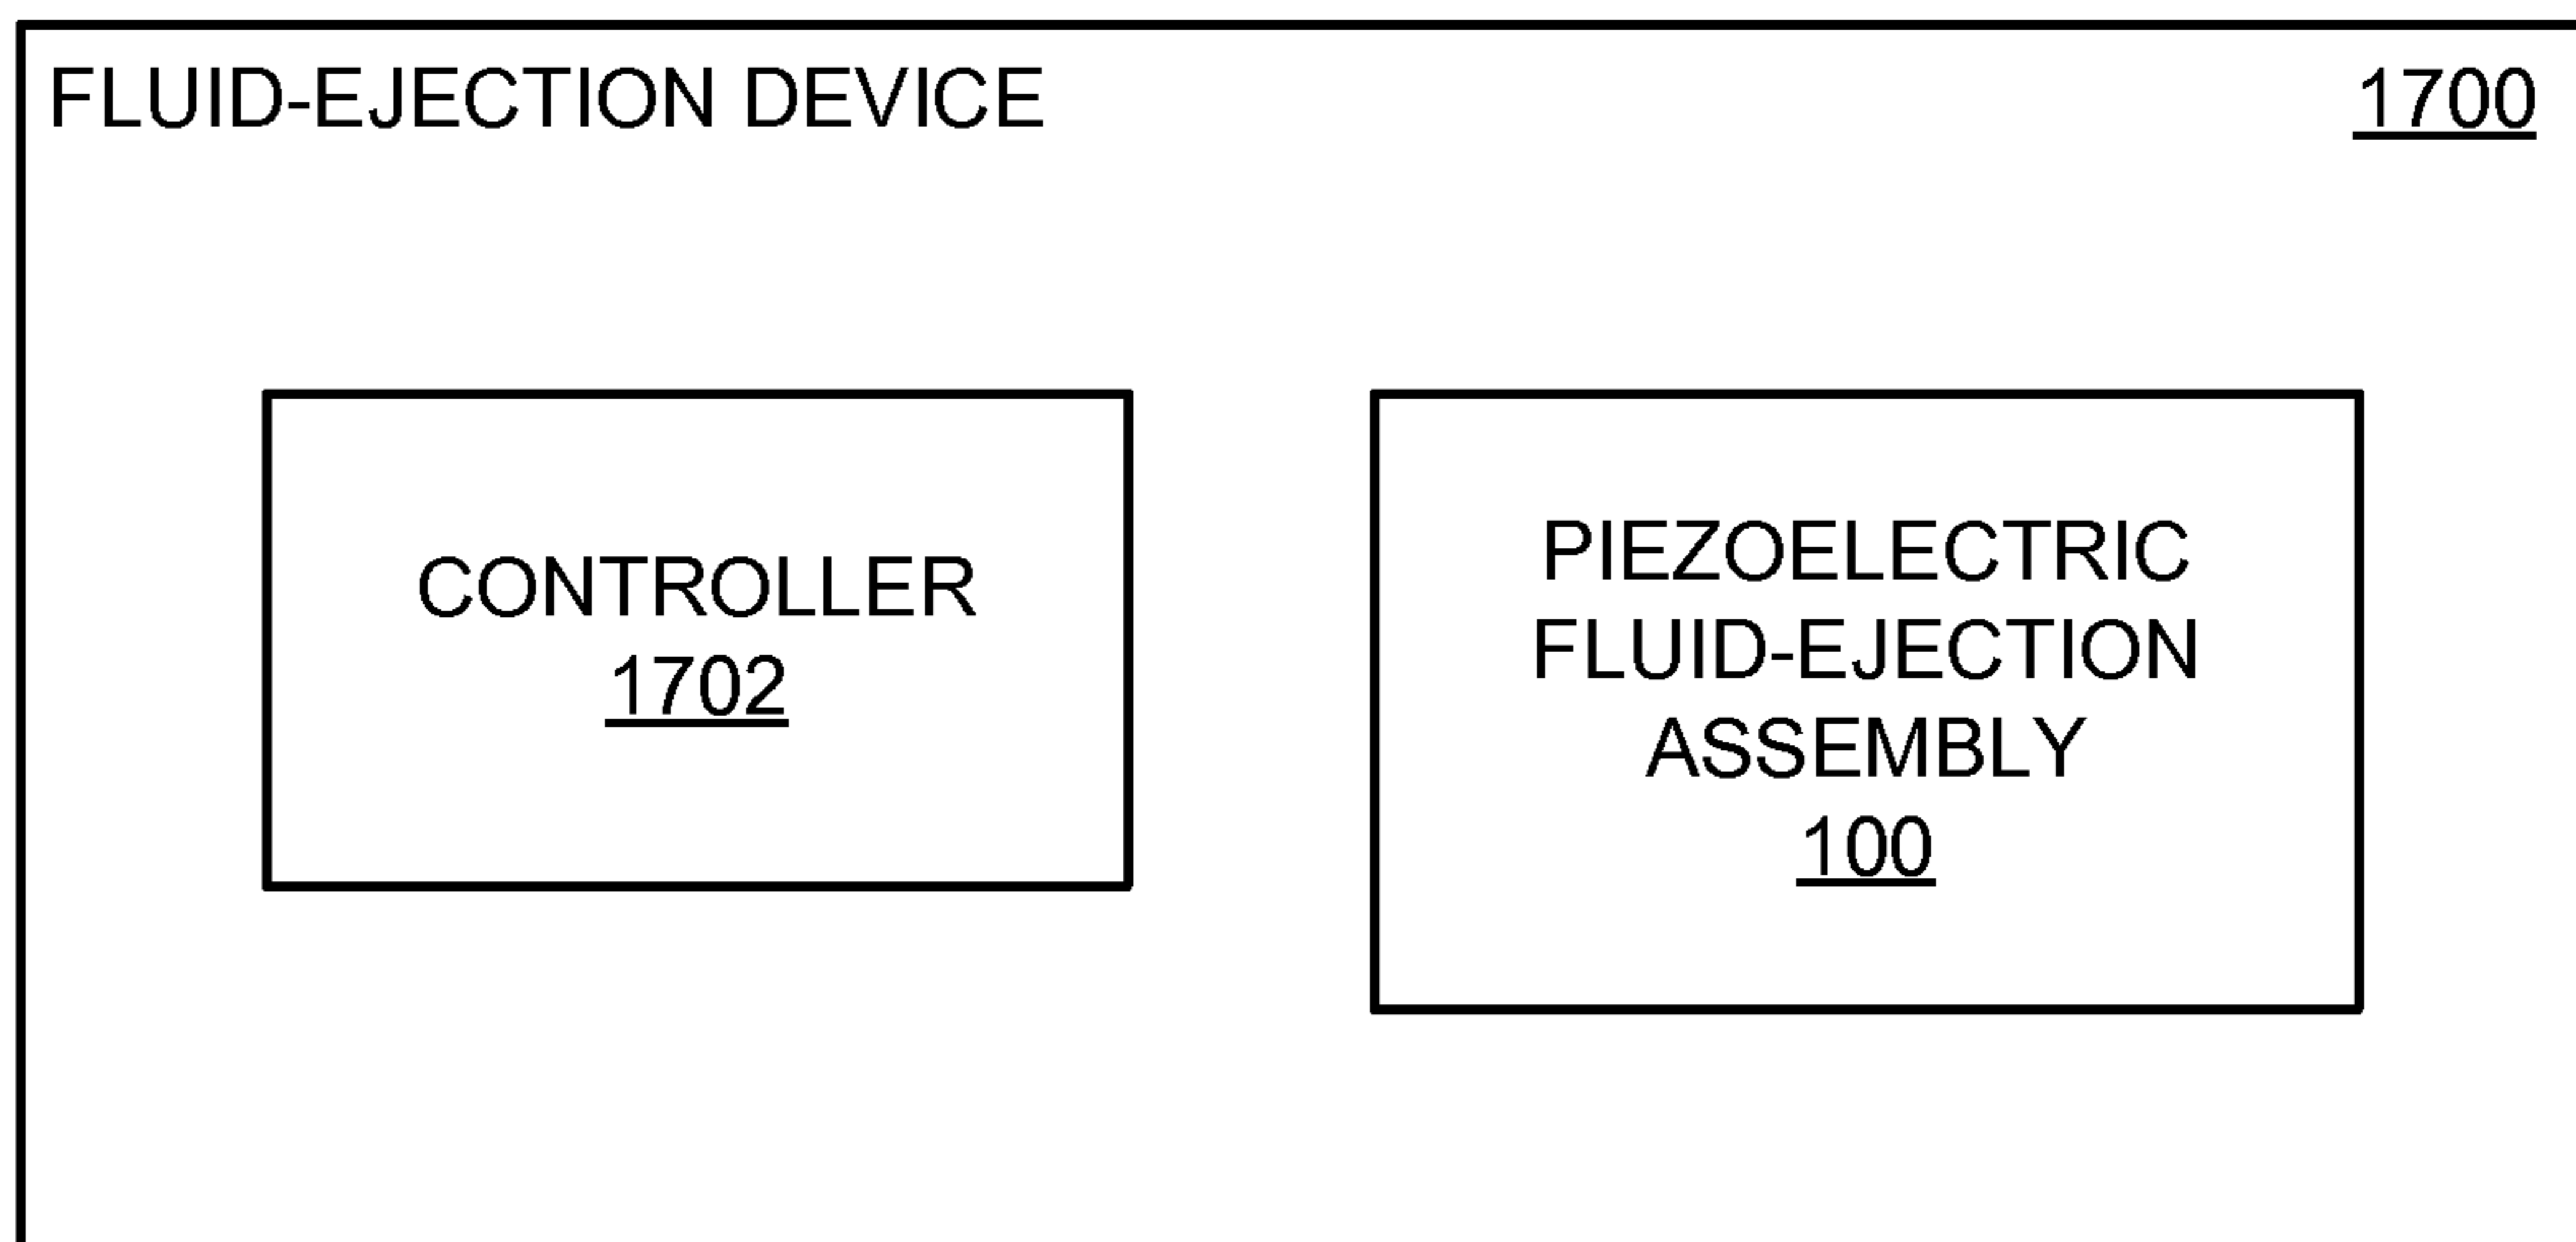 FLUID-EJECTION DEVICE
1700
CONTROLLER
1702
PIEZOELECTRIC
FLUID-EJECTION
ASSEMBLY
100